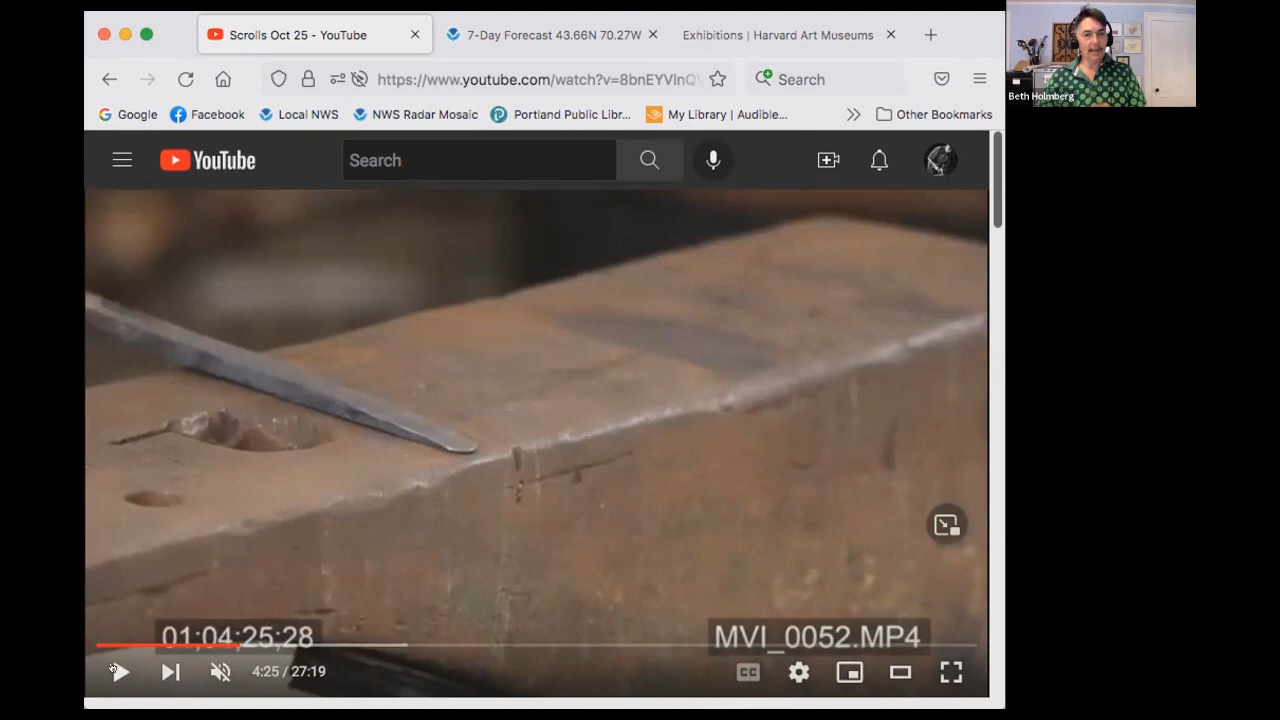 Scrolls Oct 25 - YouTube
7-Day Forecast 43.66N 70.27W
Exhibitions | Harvard Art Museums
https://www.youtube.com/watch?v=8bnEYVlnQ
Search
Google
Facebook
Local NWS
NWS Radar Mosaic
Portland Public Libr...
My Library | Audible...
Other Bookmarks
YouTube
Search
01;04;25;28
MVI_0052.MP4
4:25 / 27:19
CC
Beth Holmberg